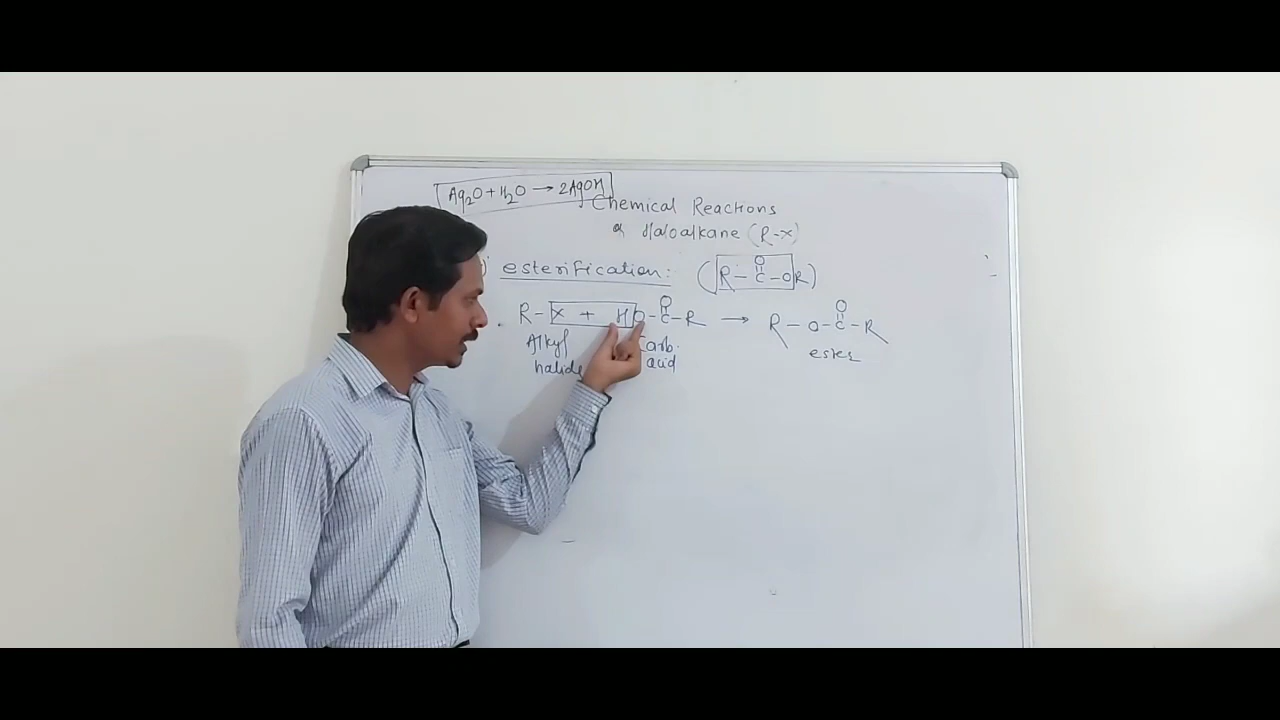 Ag₂O + H₂O → 2AgOH
Chemical Reactions
of Haloalkane (R-X)
) esterification: (R-C(=O)-OR)
R-X + HO-C(=O)-R → R-O-C(=O)-R
Alkyl halide
Carb. acid
ester